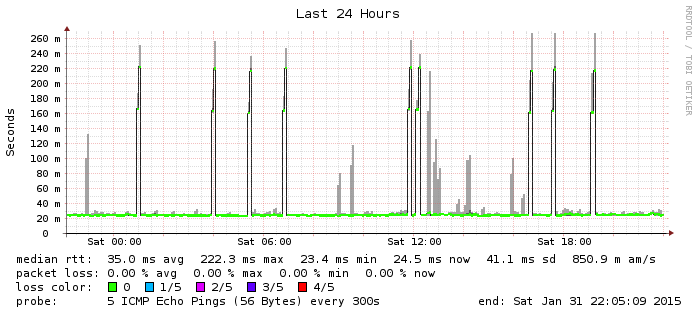 Last 24 Hours
RRDTOOL / TOBI OETIKER
Seconds
260 m
240 m
220 m
200 m
180 m
160 m
140 m
120 m
100 m
80 m
60 m
40 m
20 m
0
Sat 00:00 Sat 06:00 Sat 12:00 Sat 18:00
median rtt: 35.0 ms avg 222.3 ms max 23.4 ms min 24.5 ms now 41.1 ms sd 850.9 m am/s
packet loss: 0.00 % avg 0.00 % max 0.00 % min 0.00 % now
loss color: 0 1/5 2/5 3/5 4/5
probe: 5 ICMP Echo Pings (56 Bytes) every 300s end: Sat Jan 31 22:05:09 2015